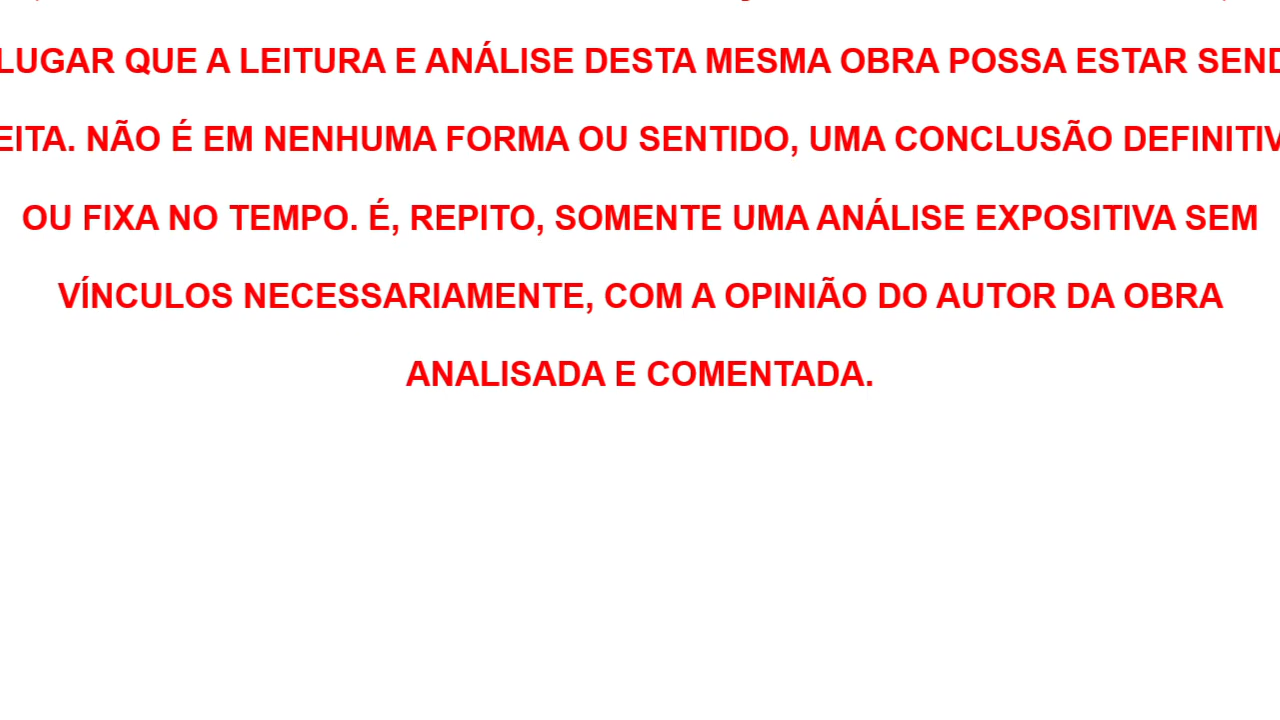 LUGAR QUE A LEITURA E ANÁLISE DESTA MESMA OBRA POSSA ESTAR SEND
EITA. NÃO É EM NENHUMA FORMA OU SENTIDO, UMA CONCLUSÃO DEFINITIV
OU FIXA NO TEMPO. É, REPITO, SOMENTE UMA ANÁLISE EXPOSITIVA SEM
VÍNCULOS NECESSARIAMENTE, COM A OPINIÃO DO AUTOR DA OBRA
ANALISADA E COMENTADA.